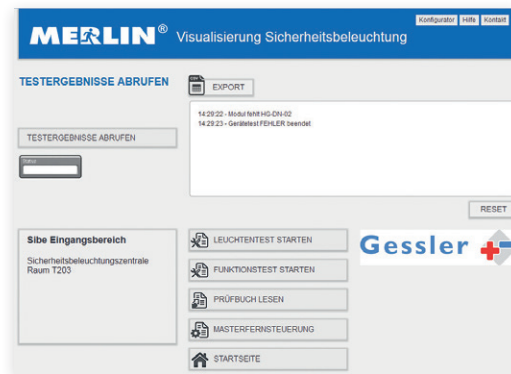 Konfigurator Hilfe Kontakt
MERLIN® Visualisierung Sicherheitsbeleuchtung
TESTERGEBNISSE ABRUFEN
EXPORT
14:29:22 - Modul fehlt HG-DN-02
14:29:23 - Gerätetest FEHLER beendet
TESTERGEBNISSE ABRUFEN
Status
RESET
Sibe Eingangsbereich
Sicherheitsbeleuchtungszentrale
Raum T203
LEUCHTENTEST STARTEN
FUNKTIONSTEST STARTEN
PRÜFBUCH LESEN
MASTERFERNSTEUERUNG
STARTSEITE
Gessler